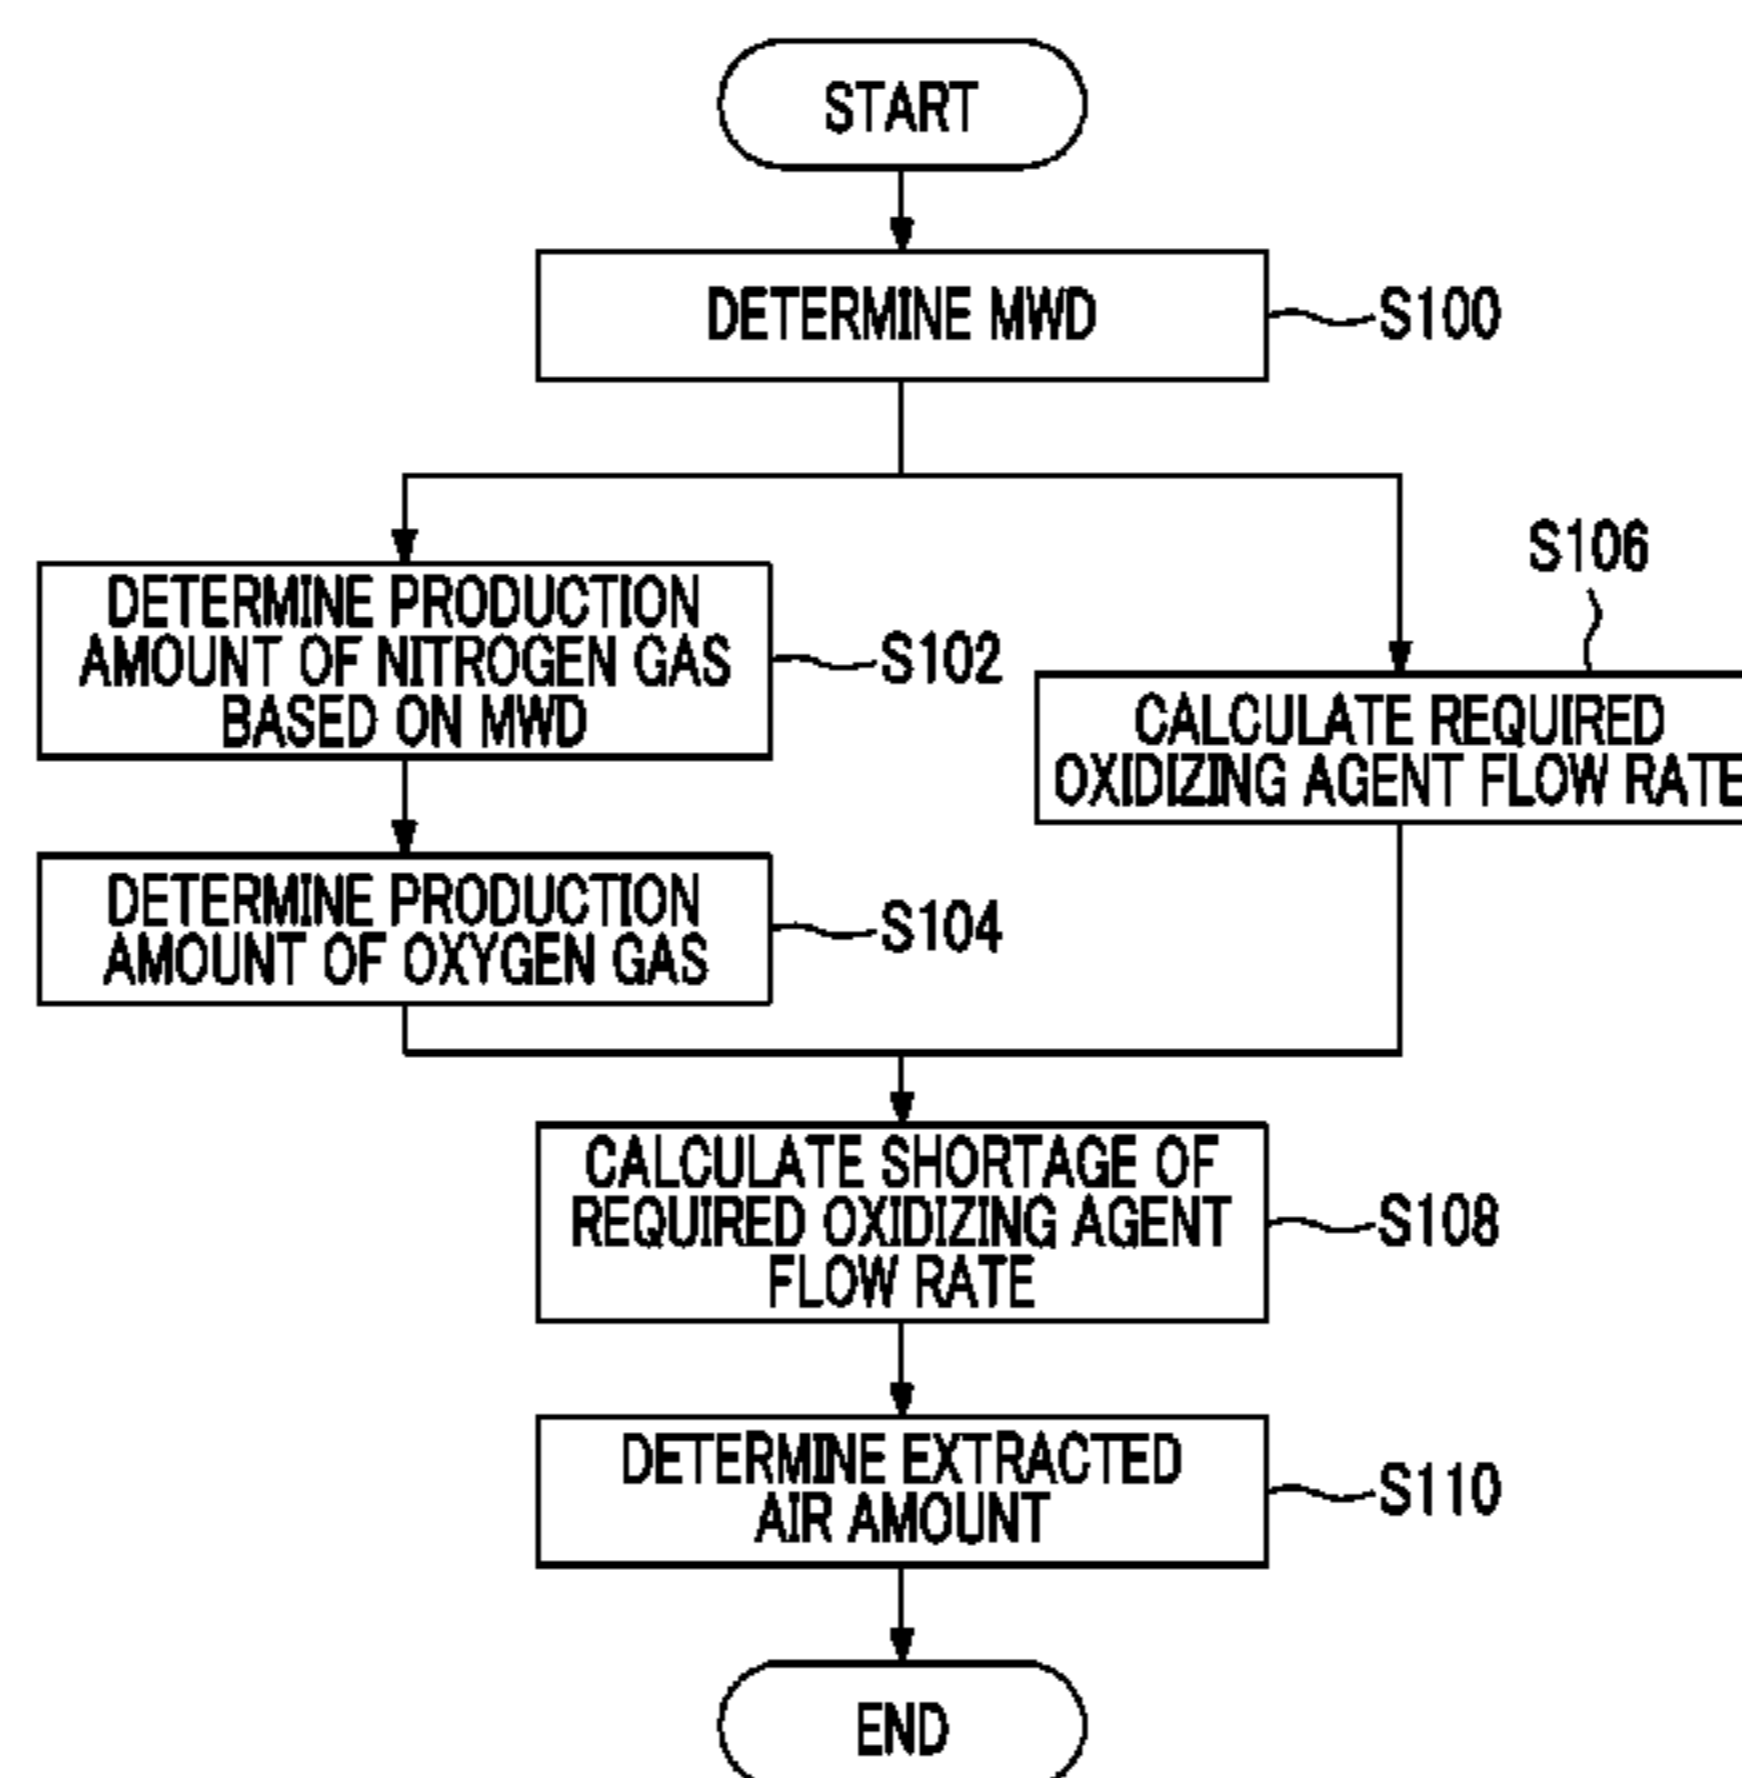 START
DETERMINE MWD
S100
DETERMINE PRODUCTION
AMOUNT OF NITROGEN GAS
BASED ON MWD
S102
S106
CALCULATE REQUIRED
OXIDIZING AGENT FLOW RATE
DETERMINE PRODUCTION
AMOUNT OF OXYGEN GAS
S104
CALCULATE SHORTAGE OF
REQUIRED OXIDIZING AGENT
FLOW RATE
S108
DETERMINE EXTRACTED
AIR AMOUNT
S110
END